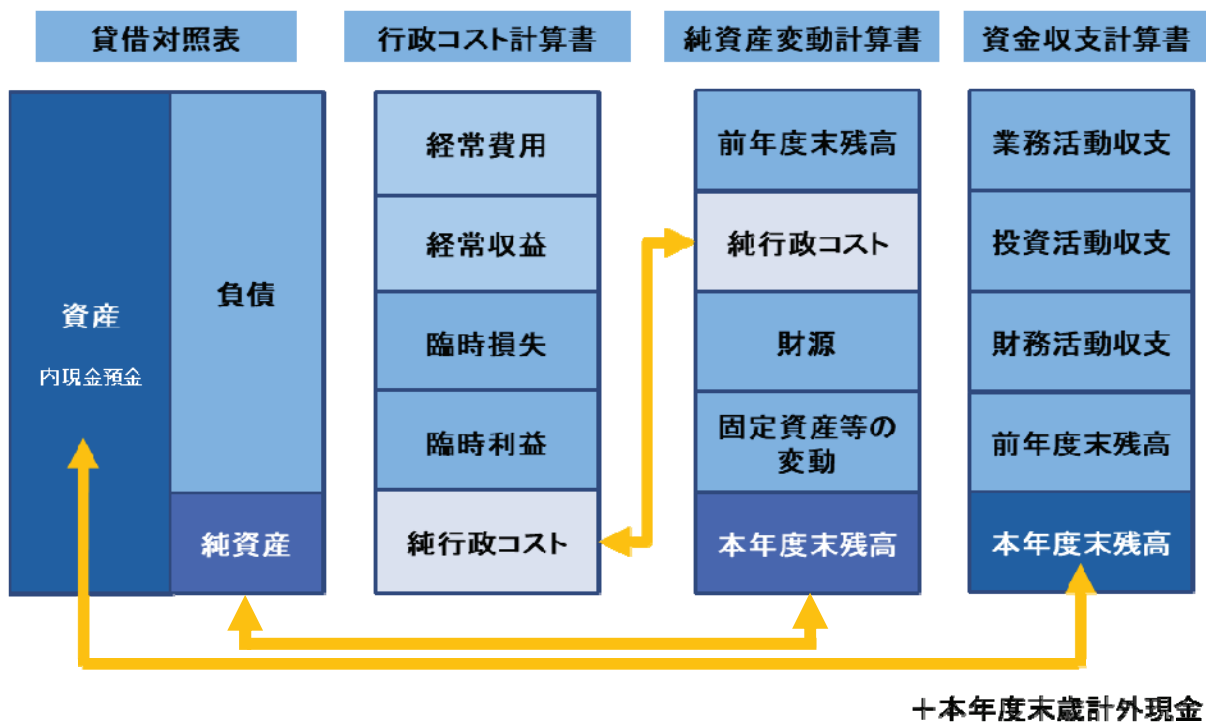 貸借対照表
行政コスト計算書
純資産変動計算書
資金収支計算書
資産
内現金預金
負債
純資産
経常費用
経常収益
臨時損失
臨時利益
純行政コスト
前年度末残高
純行政コスト
財源
固定資産等の
変動
本年度末残高
業務活動収支
投資活動収支
財務活動収支
前年度末残高
本年度末残高
＋本年度末歳計外現金